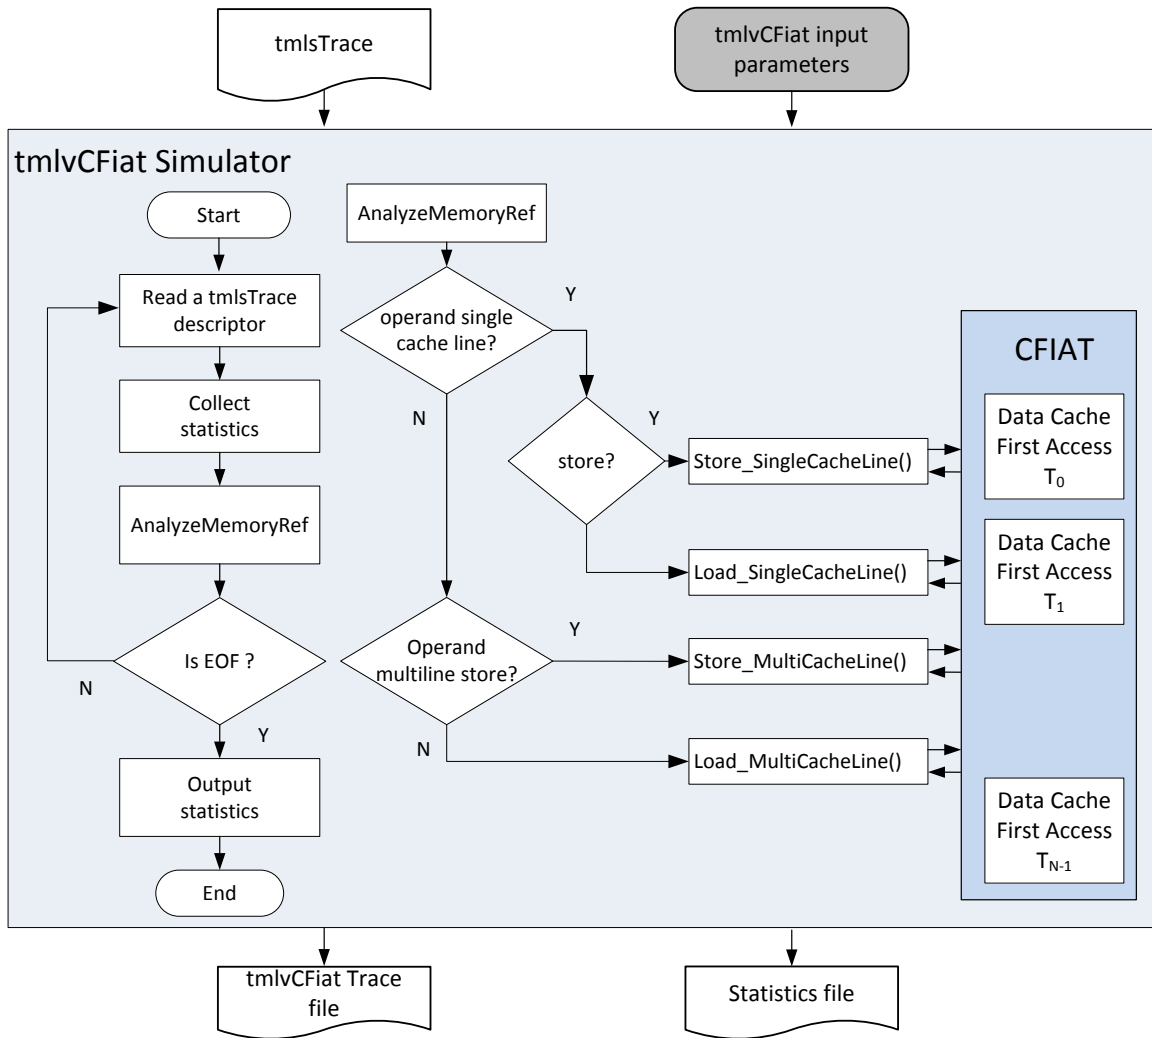 tmlsTrace
tmlvCFiat input
parameters
tmlvCFiat Simulator
Start
Read a tmlsTrace
descriptor
Collect
statistics
AnalyzeMemoryRef
Is EOF ?
N
Y
Output
statistics
End
AnalyzeMemoryRef
operand single
cache line?
Y
N
store?
Y
Store_SingleCacheLine()
Load_SingleCacheLine()
Operand
multiline store?
Y
N
Store_MultiCacheLine()
Load_MultiCacheLine()
CFIAT
Data Cache
First Access
T0
Data Cache
First Access
T1
Data Cache
First Access
TN-1
tmlvCFiat Trace
file
Statistics file